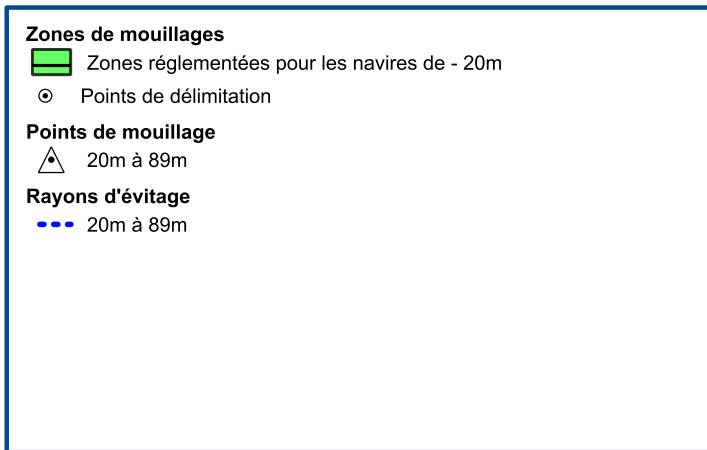 Zones de mouillages
Zones réglementées pour les navires de - 20m
Points de délimitation
Points de mouillage
20m à 89m
Rayons d'évitage
20m à 89m